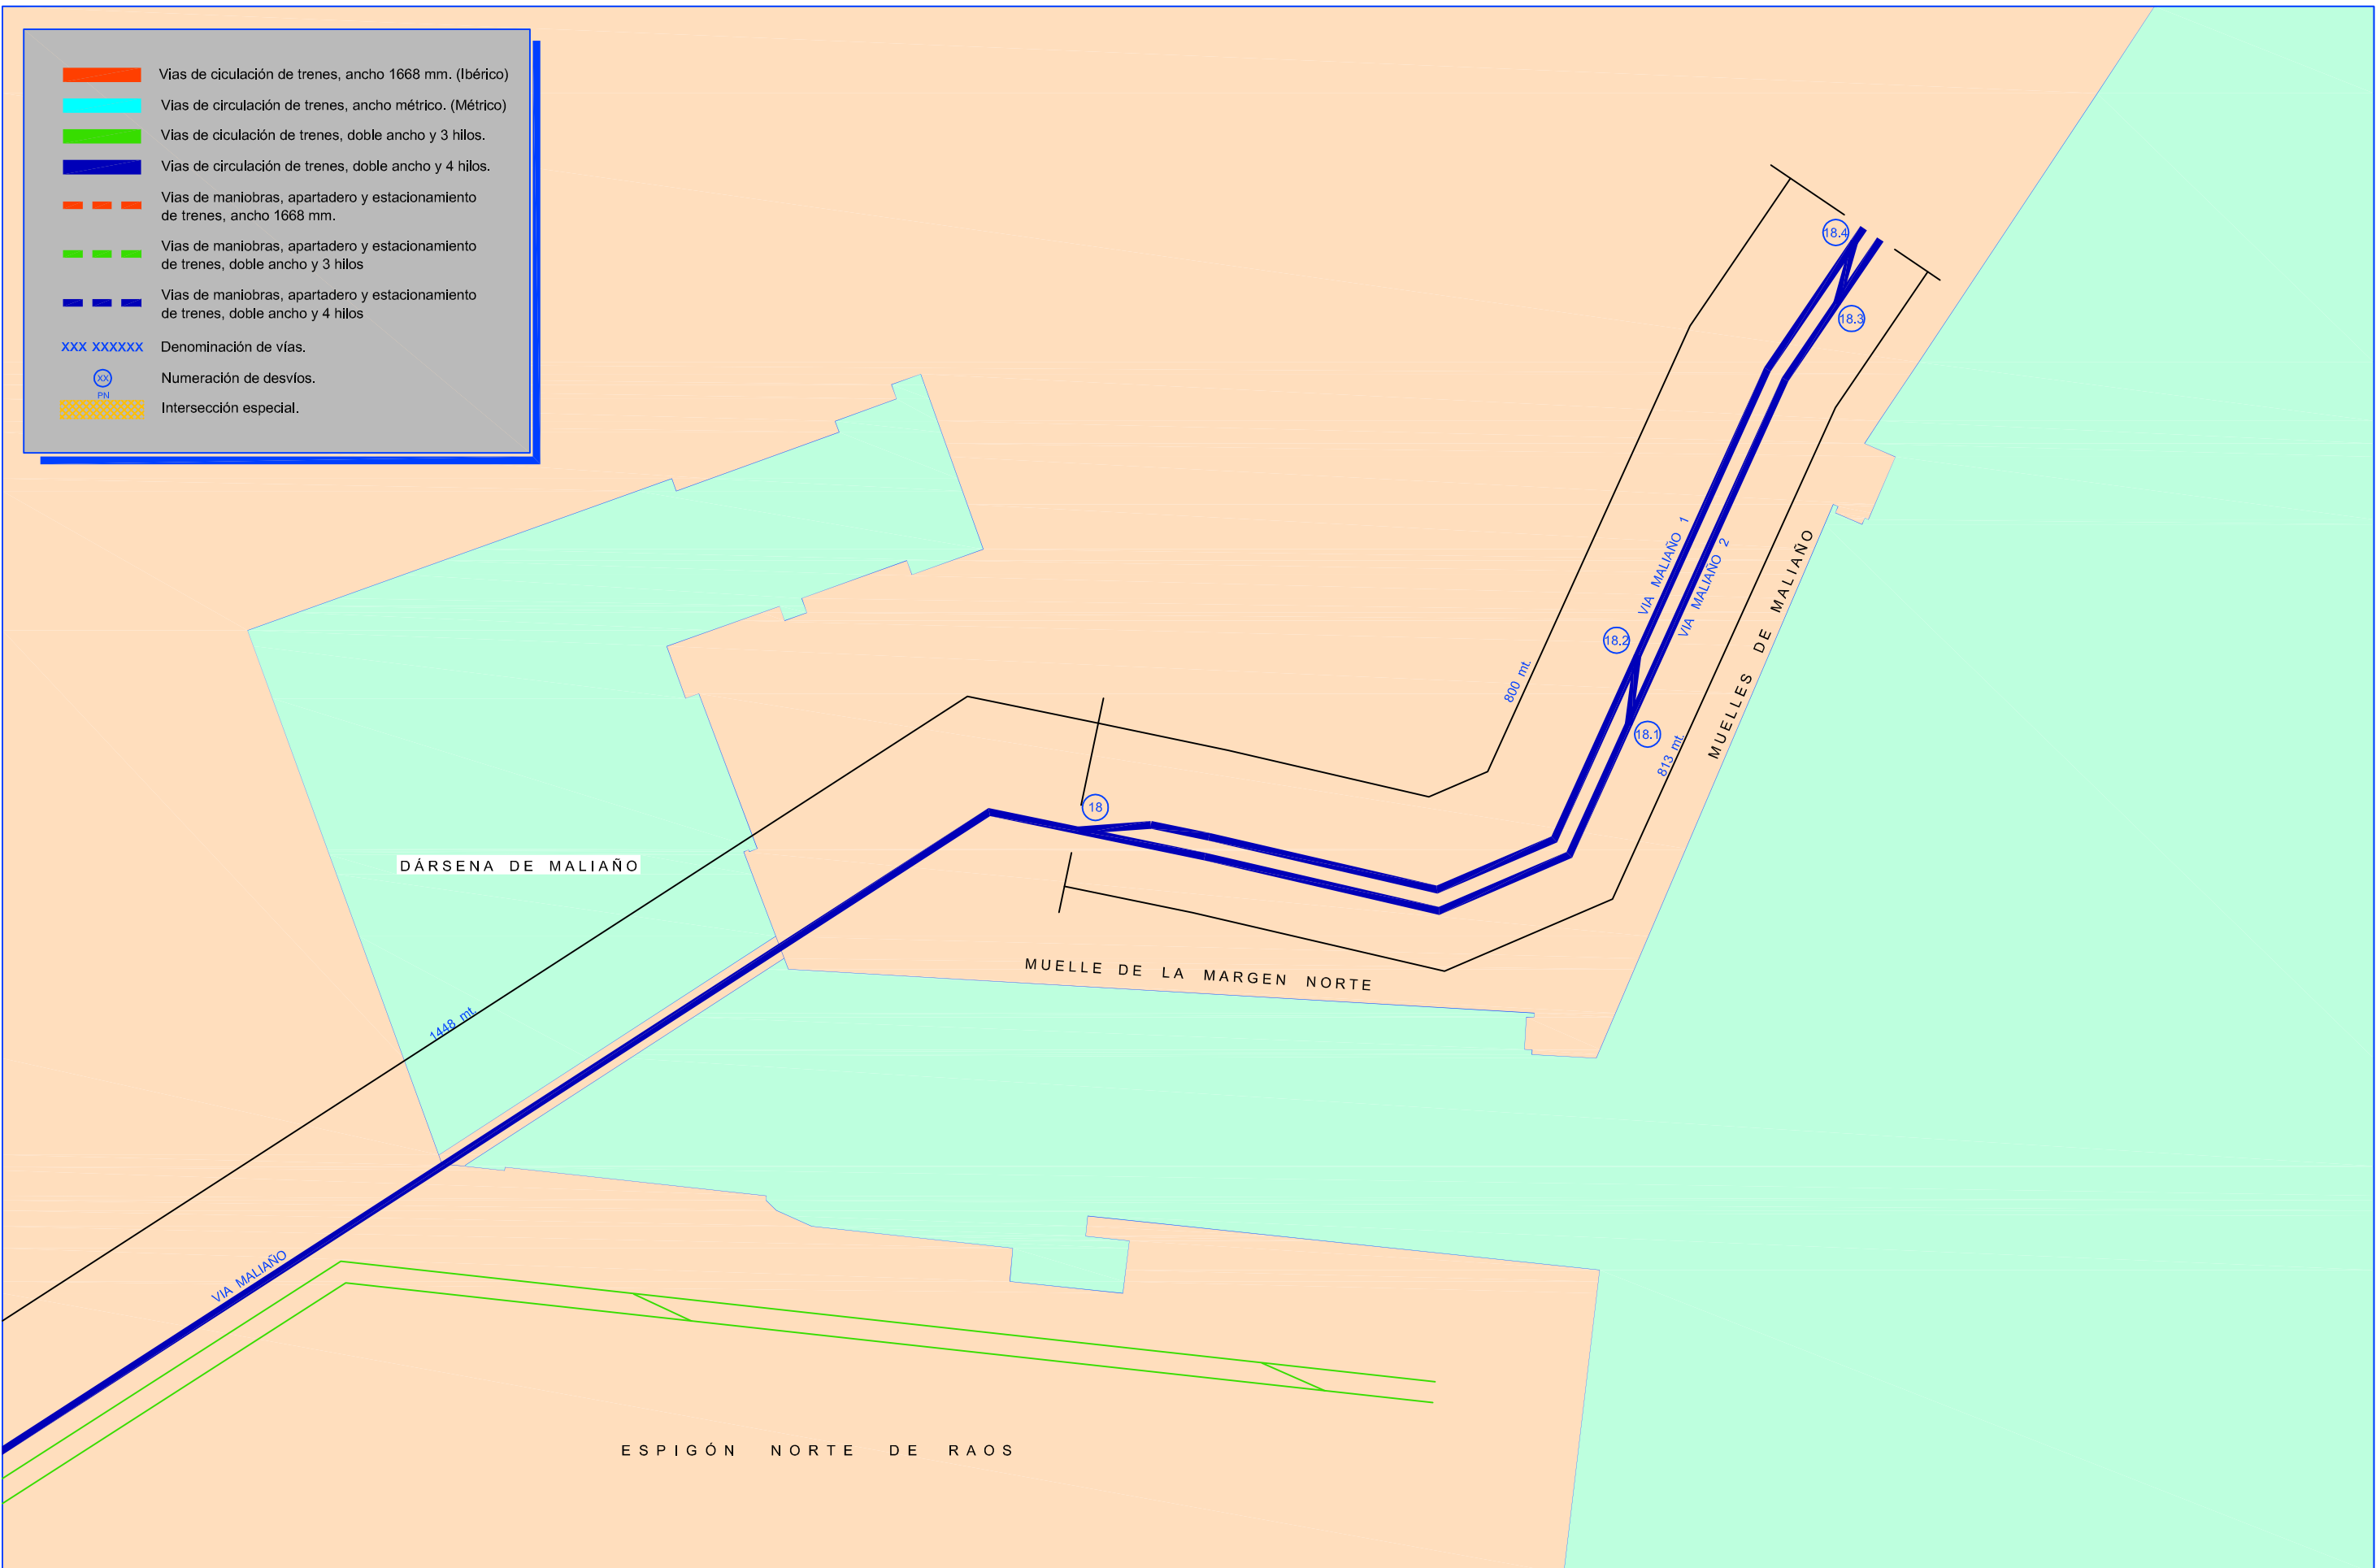 Vias de ciculación de trenes, ancho 1668 mm. (Ibérico)
Vias de circulación de trenes, ancho métrico. (Métrico)
Vias de ciculación de trenes, doble ancho y 3 hilos.
Vias de circulación de trenes, doble ancho y 4 hilos.
Vias de maniobras, apartadero y estacionamiento
de trenes, ancho 1668 mm.
Vias de maniobras, apartadero y estacionamiento
de trenes, doble ancho y 3 hilos
Vias de maniobras, apartadero y estacionamiento
de trenes, doble ancho y 4 hilos
XXX XXXXXX Denominación de vías.
XX Numeración de desvíos.
PN
Intersección especial.
18.4
18.3
VIA MALIAÑO 1
VIA MALIAÑO 2
MUELLES DE MALIAÑO
18.2
800 mt.
18.1
813 mt.
18
DÁRSENA DE MALIAÑO
MUELLE DE LA MARGEN NORTE
1448 mt.
VIA MALIAÑO
ESPIGÓN NORTE DE RAOS